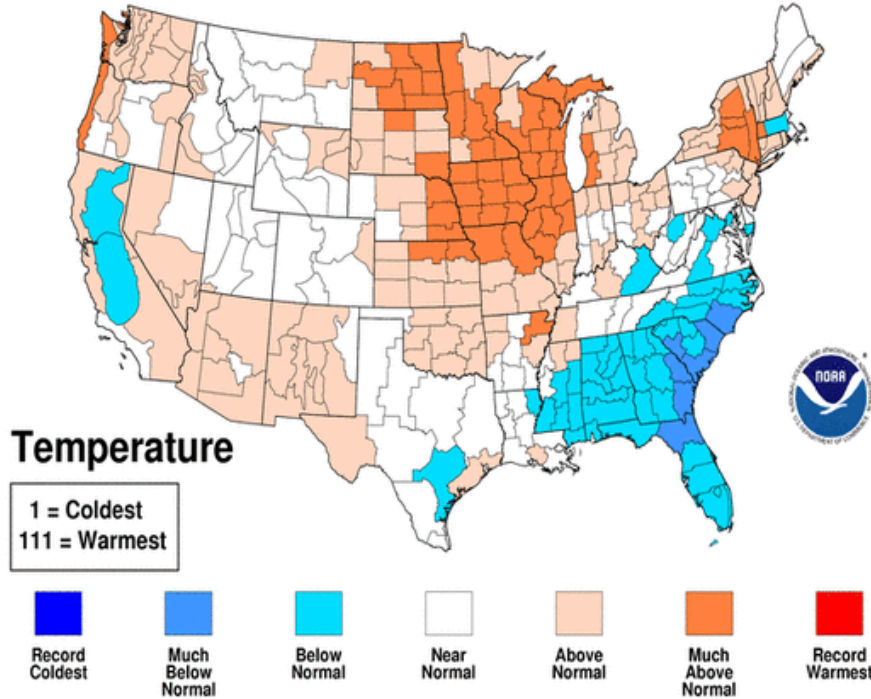 Temperature
1 = Coldest
111 = Warmest
NOAA
Record
Coldest
Much
Below
Normal
Below
Normal
Near
Normal
Above
Normal
Much
Above
Normal
Record
Warmest